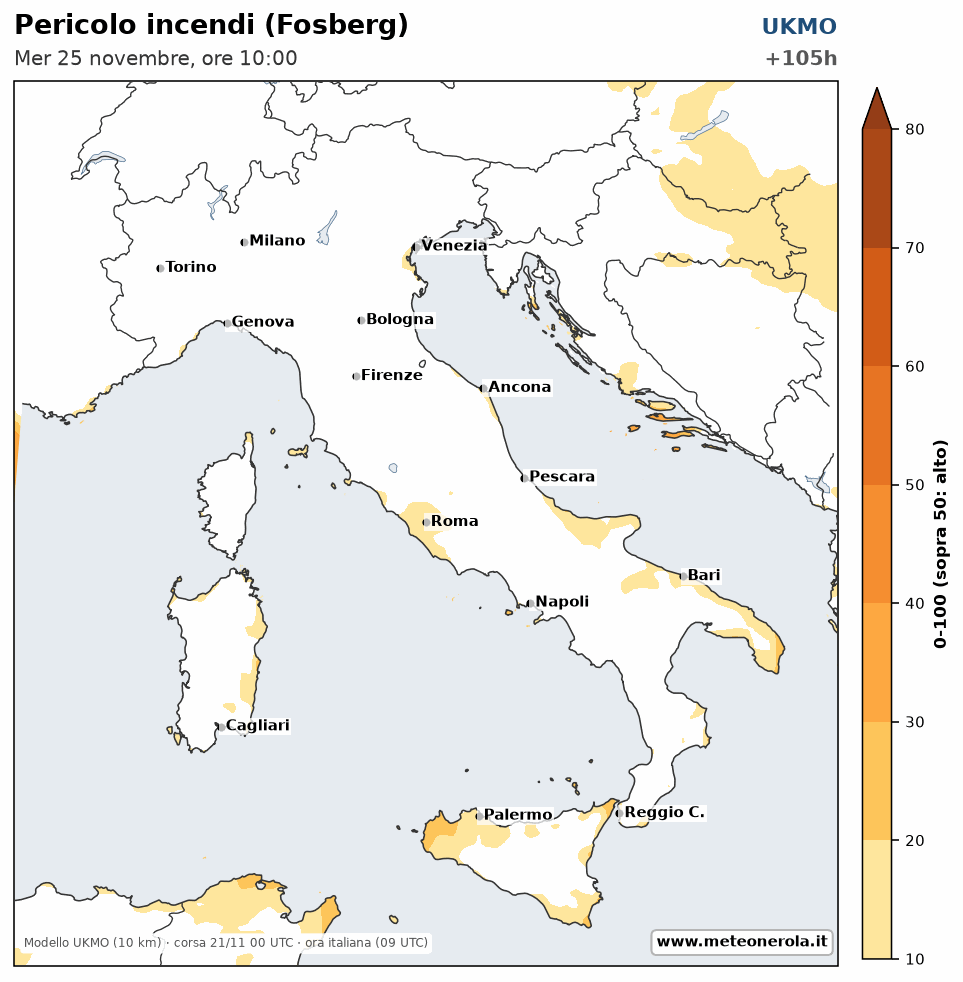 Pericolo incendi (Fosberg)
UKMO
Mer 25 novembre, ore 10:00
+105h
Milano
Venezia
Torino
Genova
Bologna
Firenze
Ancona
Pescara
Roma
Bari
Napoli
Cagliari
Palermo
Reggio C.
80
70
60
50
40
30
20
10
0-100 (sopra 50: alto)
Modello UKMO (10 km) · corsa 21/11 00 UTC · ora italiana (09 UTC)
www.meteonerola.it